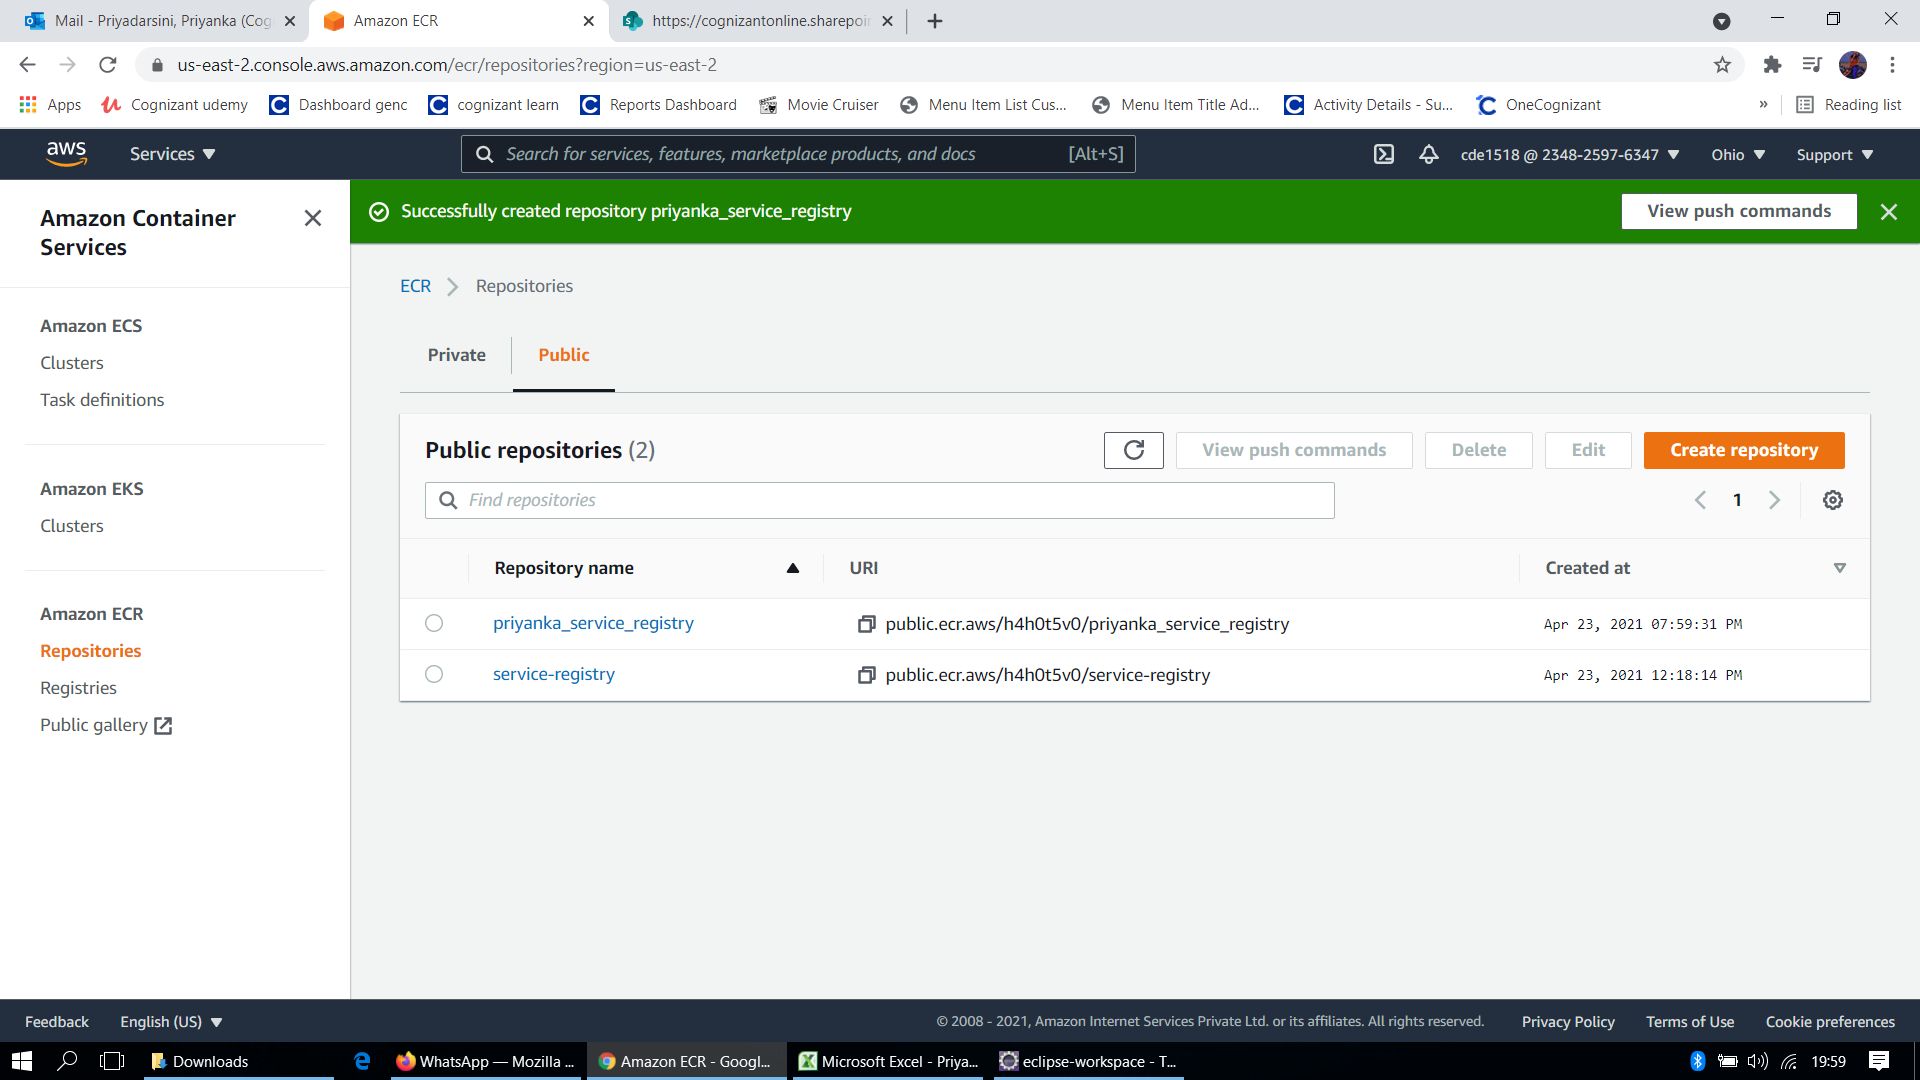 Mail - Priyadarsini, Priyanka (Cog
Amazon ECR
https://cognizantonline.sharepoi
us-east-2.console.aws.amazon.com/ecr/repositories?region=us-east-2
Apps
Cognizant udemy
Dashboard genc
cognizant learn
Reports Dashboard
Movie Cruiser
Menu Item List Cus...
Menu Item Title Ad...
Activity Details - Su...
OneCognizant
»
Reading list
aws
Services
Search for services, features, marketplace products, and docs
[Alt+S]
cde1518 @ 2348-2597-6347
Ohio
Support
Amazon Container
Services
Successfully created repository priyanka_service_registry
View push commands
Amazon ECS
Clusters
Task definitions
Amazon EKS
Clusters
Amazon ECR
Repositories
Registries
Public gallery
ECR
Repositories
Private
Public
Public repositories (2)
View push commands
Delete
Edit
Create repository
Find repositories
1
Repository name
URI
Created at
priyanka_service_registry
public.ecr.aws/h4h0t5v0/priyanka_service_registry
Apr 23, 2021 07:59:31 PM
service-registry
public.ecr.aws/h4h0t5v0/service-registry
Apr 23, 2021 12:18:14 PM
Feedback
English (US)
© 2008 - 2021, Amazon Internet Services Private Ltd. or its affiliates. All rights reserved.
Privacy Policy
Terms of Use
Cookie preferences
Downloads
WhatsApp — Mozilla ...
Amazon ECR - Googl...
Microsoft Excel - Priya...
eclipse-workspace - T...
19:59